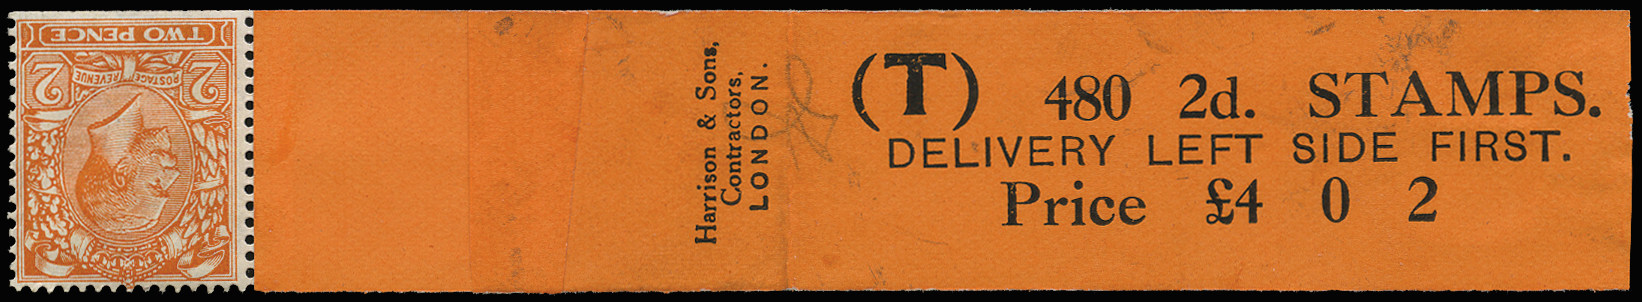 TWO PENCE
2 POSTAGE REVENUE 2
Harrison & Sons,
Contractors,
LONDON.
(T) 480 2d. STAMPS.
DELIVERY LEFT SIDE FIRST.
Price £4 0 2